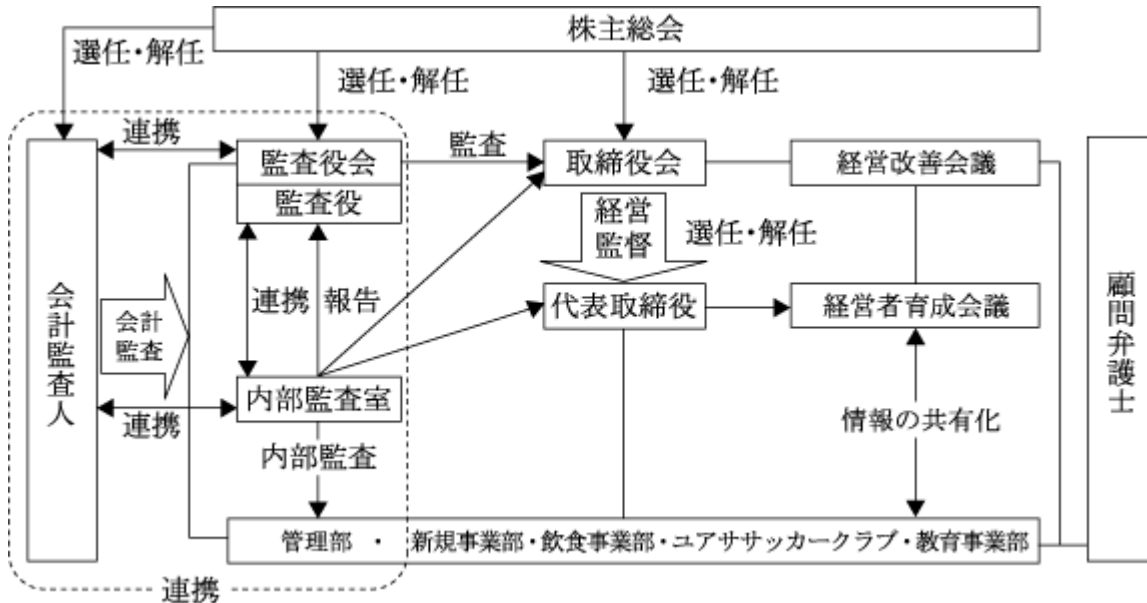 株主総会
選任・解任
選任・解任
選任・解任
連携
監査役会
監査
取締役会
経営改善会議
監査役
経営
監督
選任・解任
会計監査人
会計
監査
連携
報告
代表取締役
経営者育成会議
顧問弁護士
内部監査室
連携
情報の共有化
内部監査
管理部 ・ 新規事業部・飲食事業部・ユアササッカークラブ・教育事業部
連携